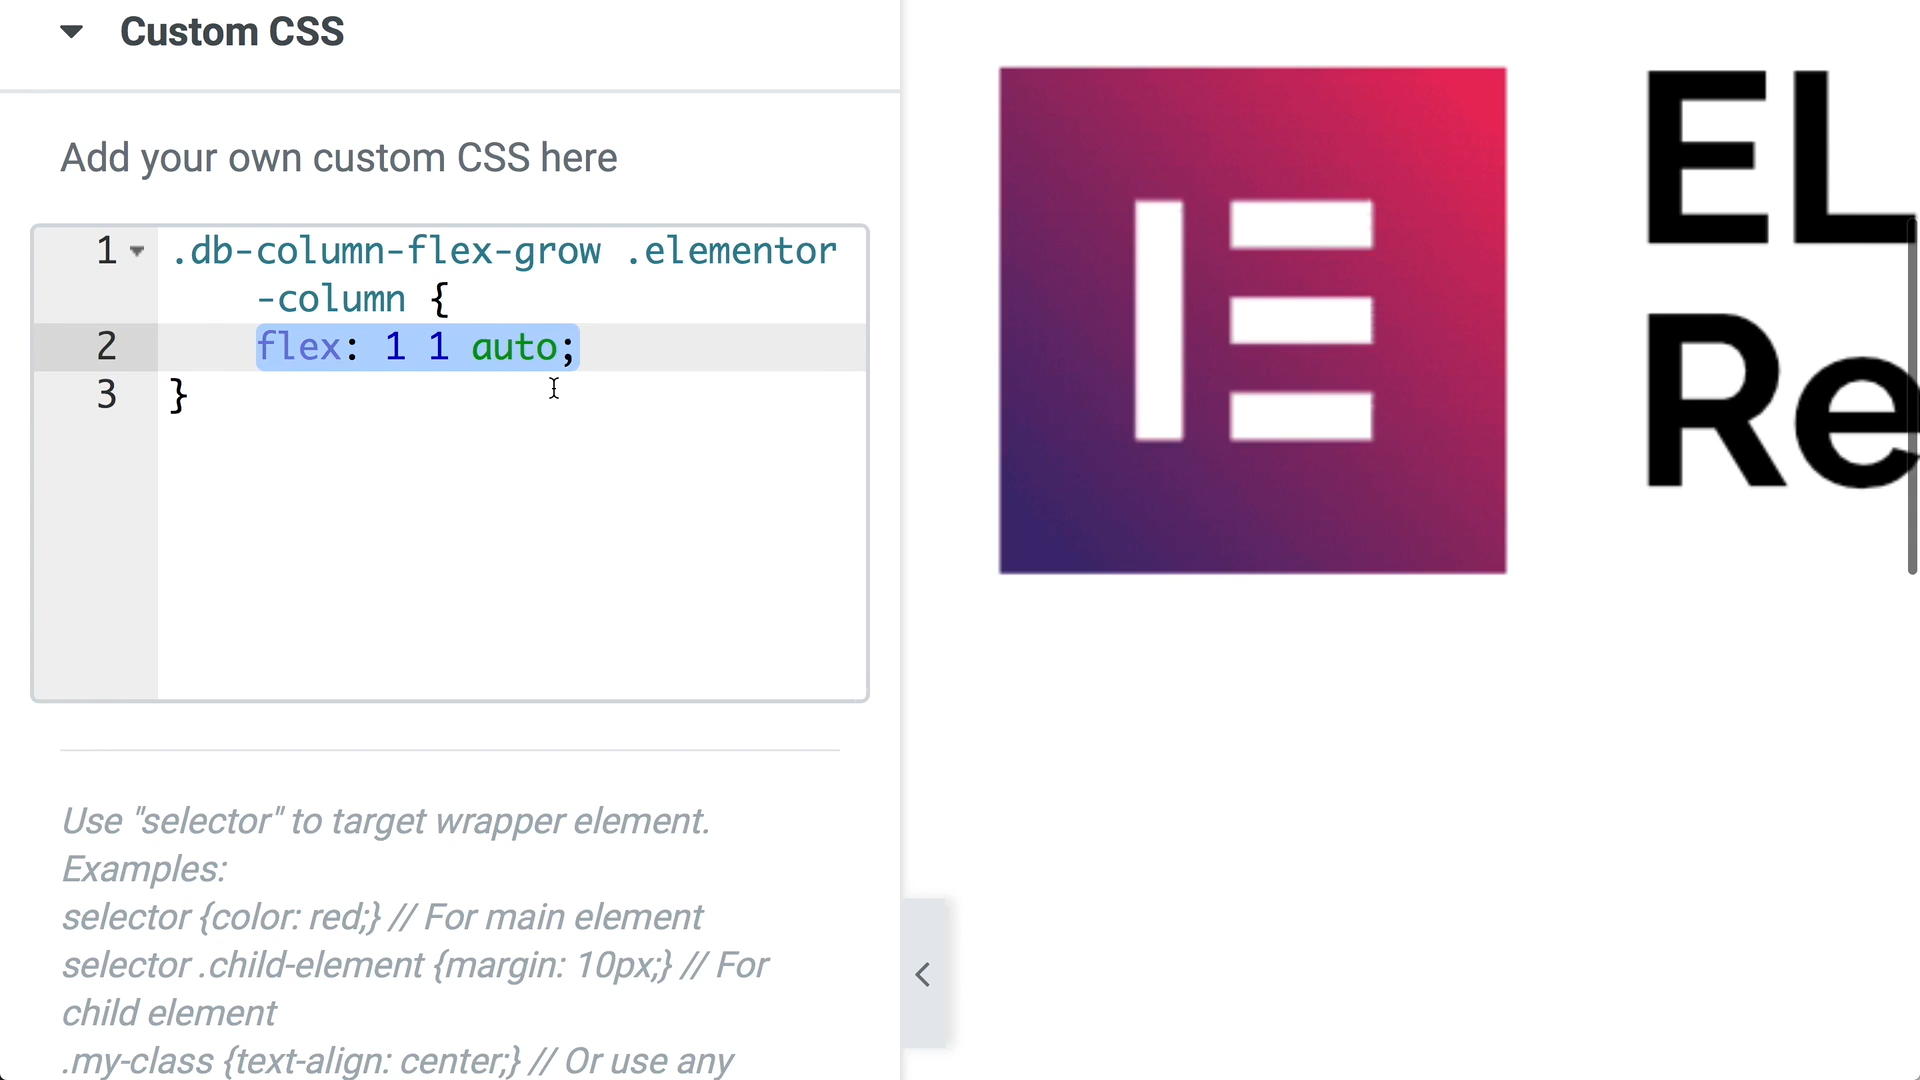 Custom CSS
Add your own custom CSS here
1 .db-column-flex-grow .elementor
-column {
2 flex: 1 1 auto;
3 }
Use "selector" to target wrapper element.
Examples:
selector {color: red;} // For main element
selector .child-element {margin: 10px;} // For
child element
.my-class {text-align: center;} // Or use any
EL
Re